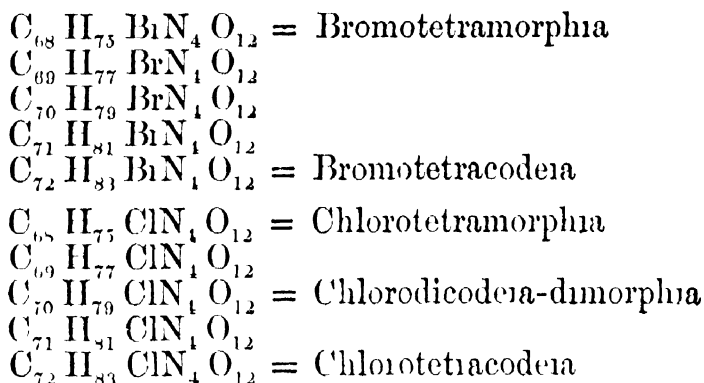 C₆₈ H₇₅ BrN₄ O₁₂ = Bromotetramorphia
C₆₉ H₇₇ BrN₄ O₁₂
C₇₀ H₇₉ BrN₄ O₁₂
C₇₁ H₈₁ BrN₄ O₁₂
C₇₂ H₈₃ BrN₄ O₁₂ = Bromotetracodeia
C₆₈ H₇₅ ClN₄ O₁₂ = Chlorotetramorphia
C₆₉ H₇₇ ClN₄ O₁₂
C₇₀ H₇₉ ClN₄ O₁₂ = Chlorodicodeia-dimorphia
C₇₁ H₈₁ ClN₄ O₁₂
C₇₂ H₈₃ ClN₄ O₁₂ = Chlorotetracodeia